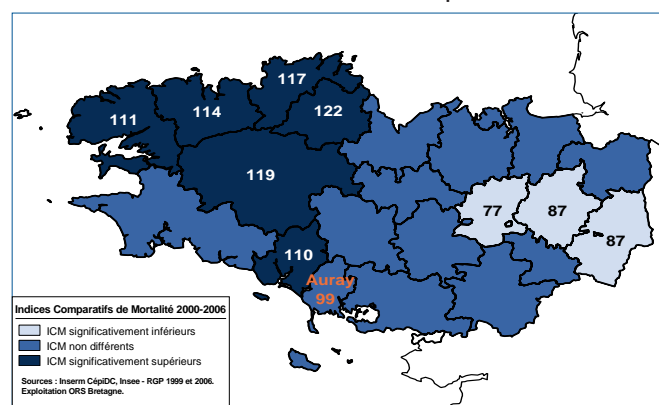 117
111
114
122
119
77
87
87
110
Auray
99
Indices Comparatifs de Mortalité 2000-2006
ICM significativement inférieurs
ICM non différents
ICM significativement supérieurs
Sources : Inserm CépiDC, Insee - RGP 1999 et 2006.
Exploitation ORS Bretagne.